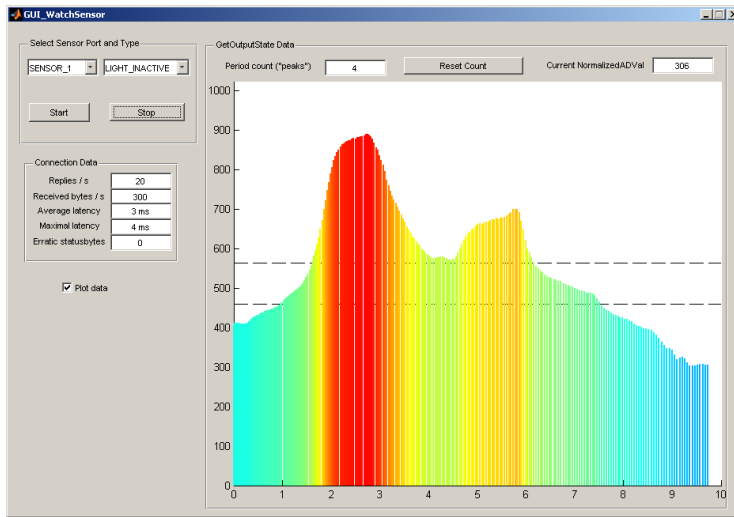 GUI_WatchSensor
Select Sensor Port and Type
SENSOR_1 LIGHT_INACTIVE
Start Stop
Connection Data
Replies / s 20
Received bytes / s 300
Average latency 3 ms
Maximal latency 4 ms
Erratic statusbytes 0
Plot data
GetOutputState Data
Period count ("peaks") 4 Reset Count Current NormalizedADVal 306
1000
900
800
700
600
500
400
300
200
100
0
0 1 2 3 4 5 6 7 8 9 10